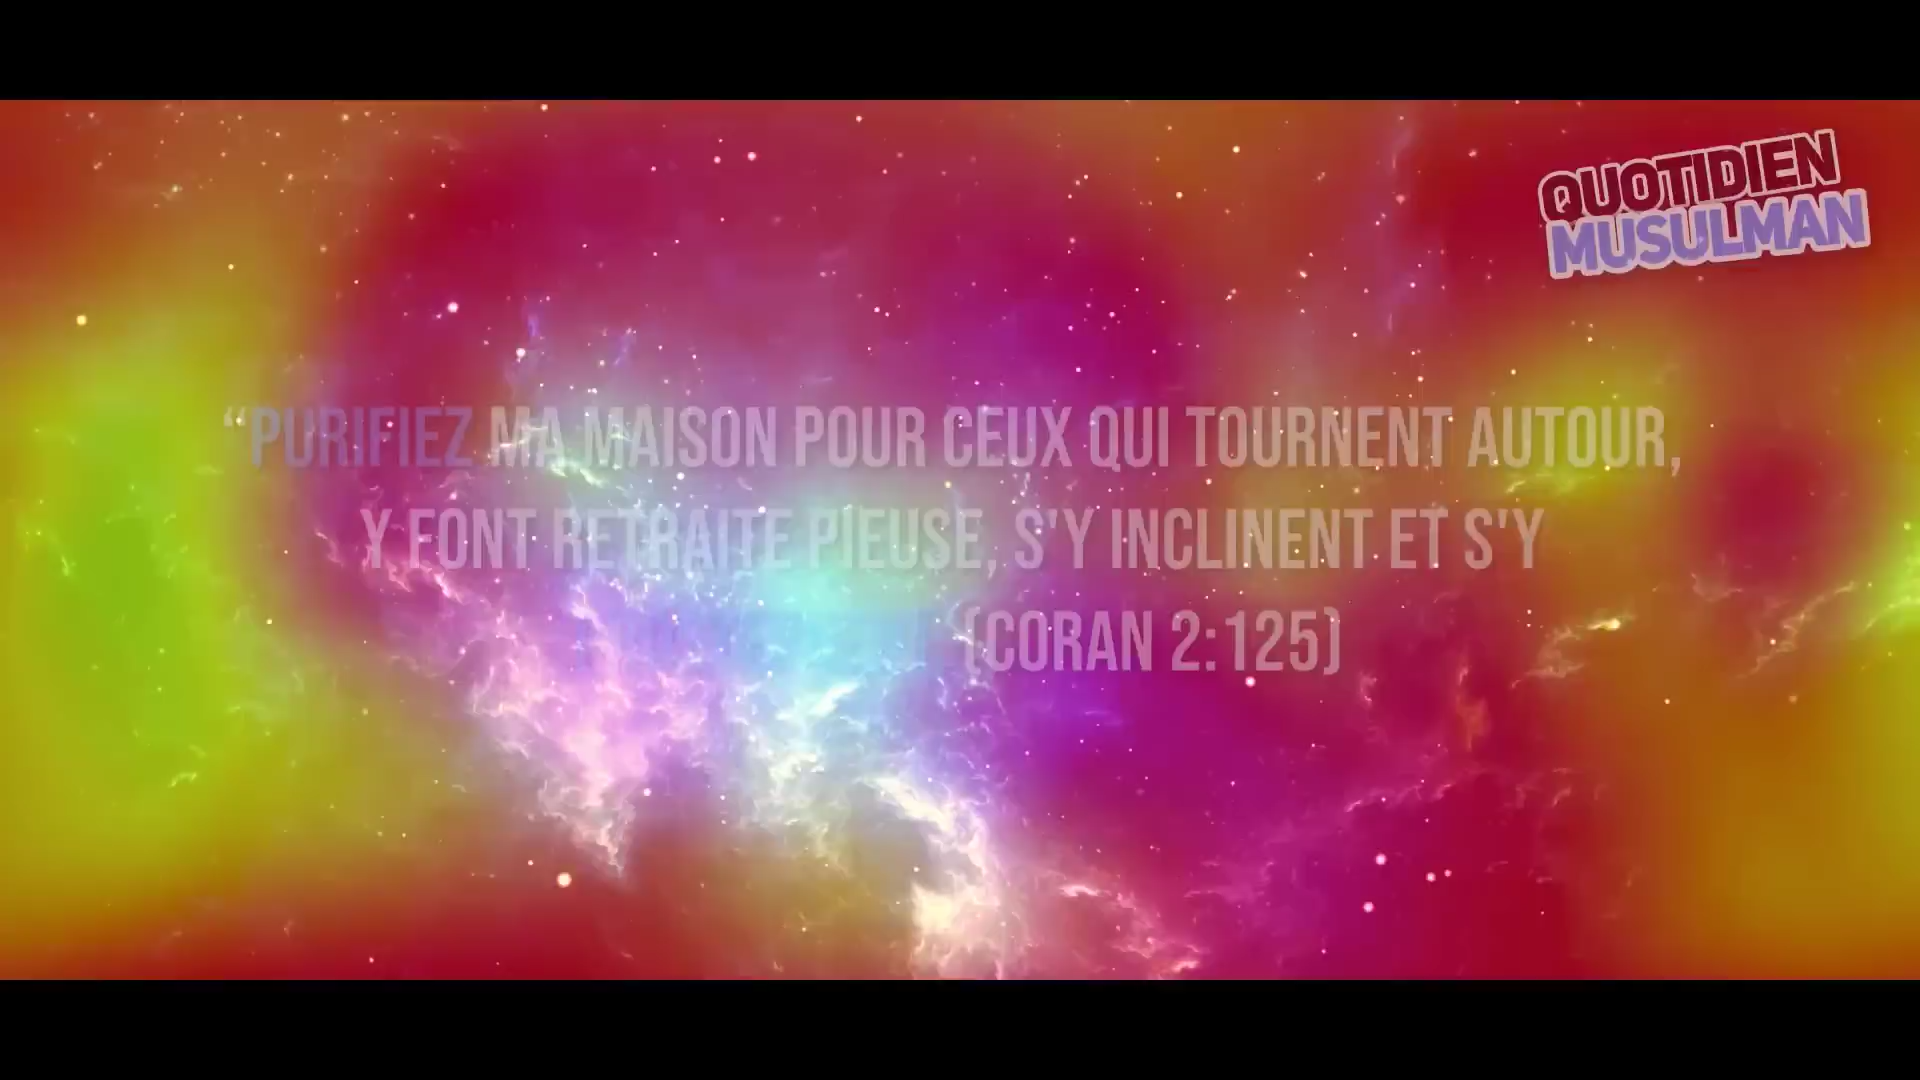 QUOTIDIEN
MUSULMAN
“PURIFIEZ MA MAISON POUR CEUX QUI TOURNENT AUTOUR,
Y FONT RETRAITE PIEUSE, S'Y INCLINENT ET S'Y
(CORAN 2:125)